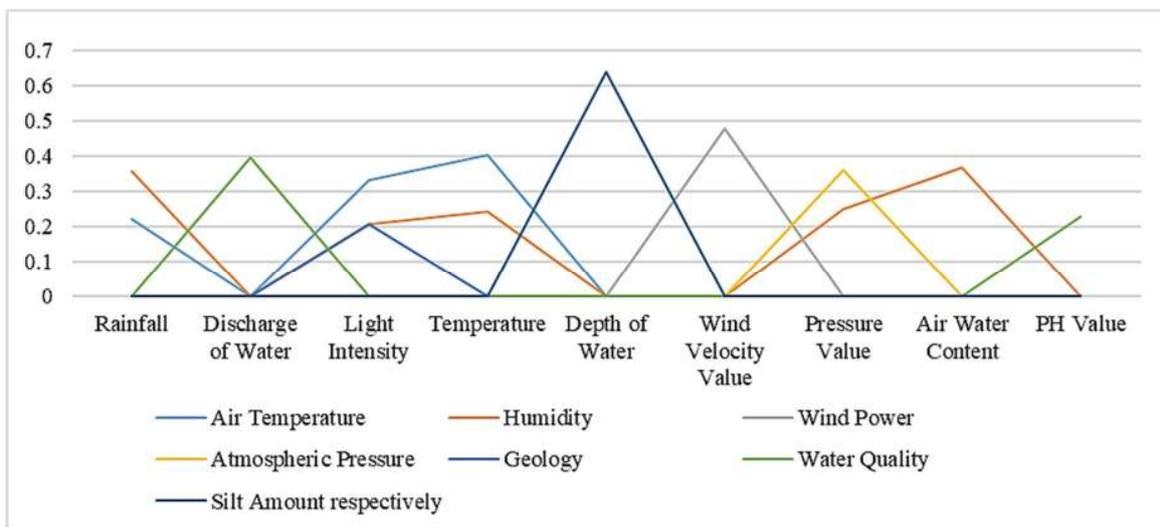 0.7
0.6
0.5
0.4
0.3
0.2
0.1
0
Rainfall
Discharge
of Water
Light
Intensity
Temperature
Depth of
Water
Wind
Velocity
Value
Pressure
Value
Air Water
Content
PH Value
Air Temperature
Humidity
Wind Power
Atmospheric Pressure
Geology
Water Quality
Silt Amount respectively